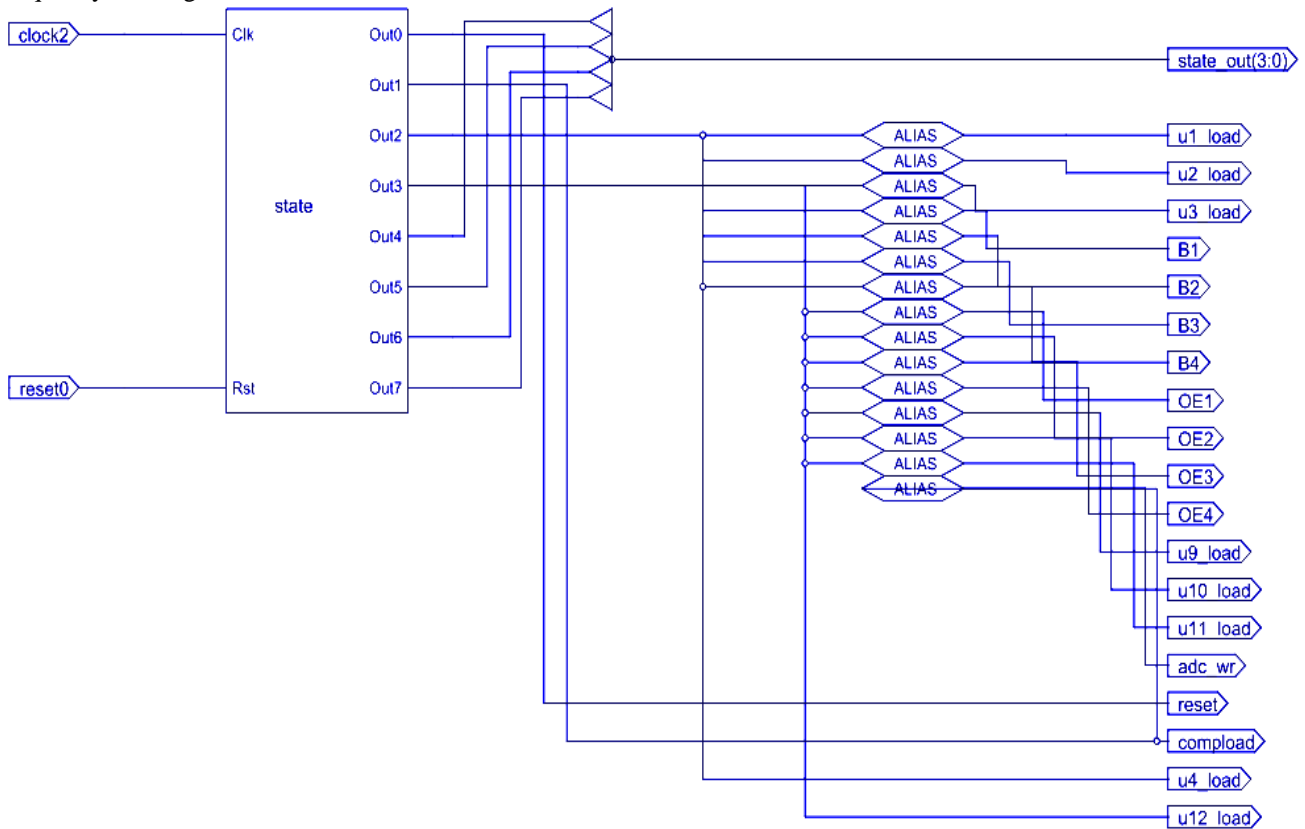 clock2
Clk
Out0
state_out(3:0)
Out1
Out2
ALIAS
u1_load
ALIAS
u2_load
Out3
ALIAS
state
ALIAS
u3_load
Out4
ALIAS
B1
ALIAS
Out5
ALIAS
B2
ALIAS
B3
Out6
ALIAS
ALIAS
B4
reset0
Rst
Out7
ALIAS
OE1
ALIAS
ALIAS
OE2
ALIAS
OE3
ALIAS
OE4
u9_load
u10_load
u11_load
adc_wr
reset
compload
u4_load
u12_load